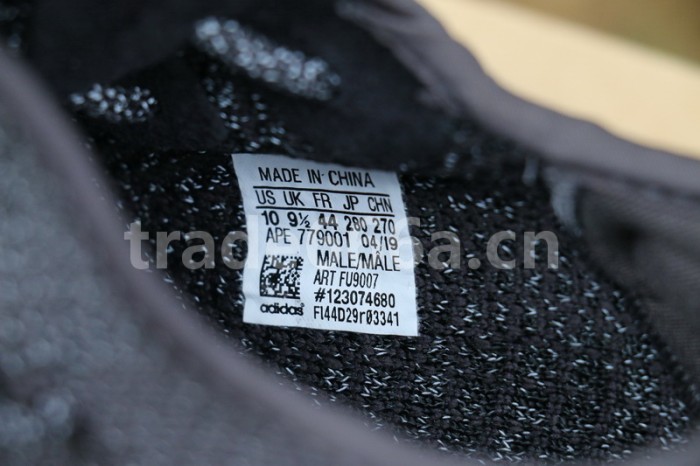 MADE IN CHINA
US UK FR JP CHN
10 9½ 44 280 270
APE 779001 04/19
MALE/MÂLE
ART FU9007
#123074680
adidas FI44D29r03341